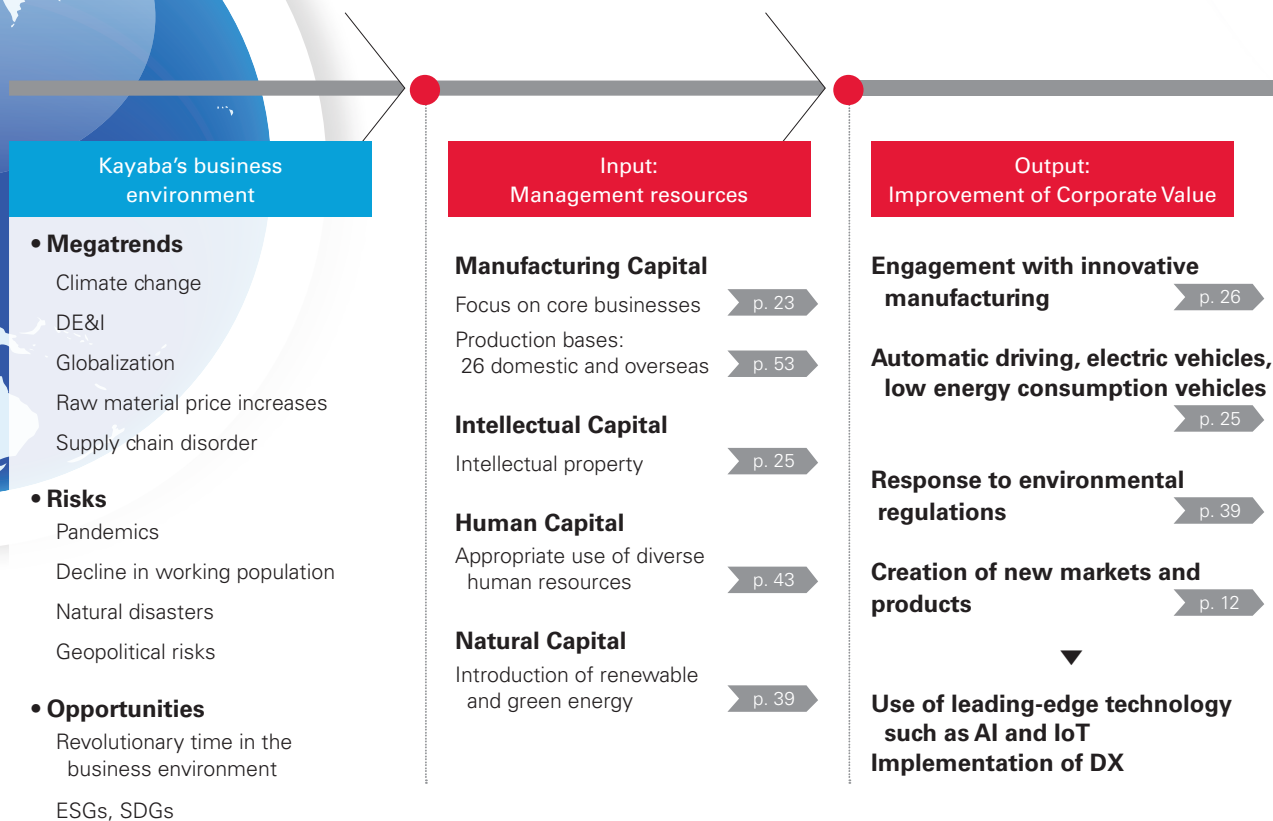 Kayaba's business
environment
• Megatrends
Climate change
DE&I
Globalization
Raw material price increases
Supply chain disorder
• Risks
Pandemics
Decline in working population
Natural disasters
Geopolitical risks
• Opportunities
Revolutionary time in the
business environment
ESGs, SDGs
Input:
Management resources
Manufacturing Capital
Focus on core businesses p. 23
Production bases:
26 domestic and overseas p. 53
Intellectual Capital
Intellectual property p. 25
Human Capital
Appropriate use of diverse
human resources p. 43
Natural Capital
Introduction of renewable
and green energy p. 39
Output:
Improvement of Corporate Value
Engagement with innovative
manufacturing p. 26
Automatic driving, electric vehicles,
low energy consumption vehicles
p. 25
Response to environmental
regulations p. 39
Creation of new markets and
products p. 12
▼
Use of leading-edge technology
such as AI and IoT
Implementation of DX